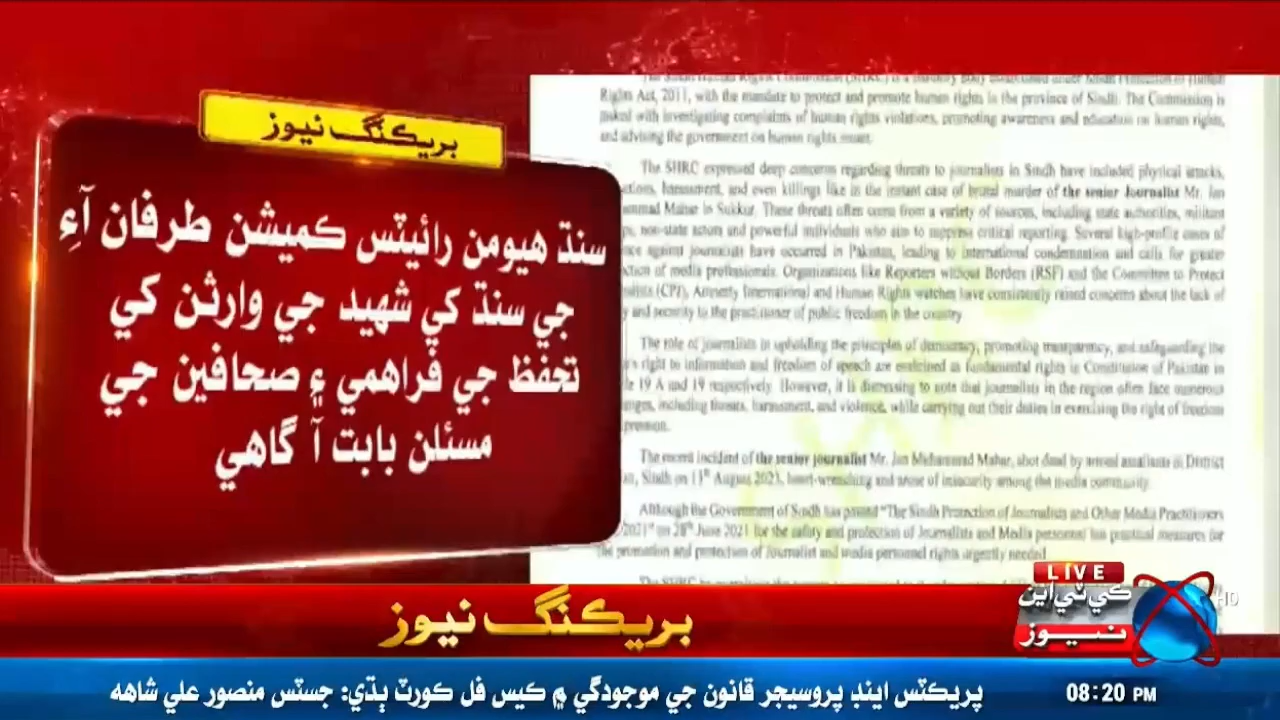 بريڪنگ نيوز
سنڌ هيومن رائيٽس ڪميشن طرفان آءِ
جي سنڌ کي شهيد جي وارثن کي
تحفظ جي فراهمي ۽ صحافين جي
مسئلن بابت آگاهي
Rights Act, 2011, with the mandate to protect and promote human rights in the province of Sindh. The Commission is
tasked with investigating complaints of human rights violations, promoting awareness and education on human rights,
and advising the government on human rights issues.
The SHRC expressed deep concerns regarding threats to journalists in Sindh have included physical attacks,
harassment, and even killings like in the instant case of brutal murder of the senior Journalist Mr. Jan
Mahar in Sukkur. These threats often come from a variety of sources, including state authorities, militant
non-state actors and powerful individuals who aim to suppress critical reporting. Several high-profile cases of
against journalists have occurred in Pakistan, leading to international condemnation and calls for greater
of media professionals. Organizations like Reporters without Borders (RSF) and the Committee to Protect
(CPJ), Amnesty International and Human Rights watches have consistently raised concerns about the lack of
and security to the practitioner of public freedom in the country
The role of journalists in upholding the principles of democracy, promoting transparency, and safeguarding the
right to information and freedom of speech are enshrined as fundamental rights in Constitution of Pakistan in
19 A and 19 respectively. However, it is distressing to note that journalists in the region often face numerous
including threats, harassment, and violence, while carrying out their duties in exercising the right of freedom
The recent incident of the senior journalist Mr. Jan Mehammad Mahar, shot dead by armed assailants in District
Sindh on 13th August 2023, heart-wrenching and sense of insecurity among the media community.
Although the Government of Sindh has passed "The Sindh Protection of Journalists and Other Media Practitioners
2021" on 28th June 2021 for the safety and protection of Journalists and Media personnel but practical measures for
the promotion and protection of Journalist and media personnel rights urgently needed
بريڪنگ نيوز
LIVE
ڪي ٽي اين
نيوز
HD
پريڪٽس اينڊ پروسيجر قانون جي موجودگي ۾ ڪيس فل ڪورٽ ٻڌي: جسٽس منصور علي شاهه
08:20 PM